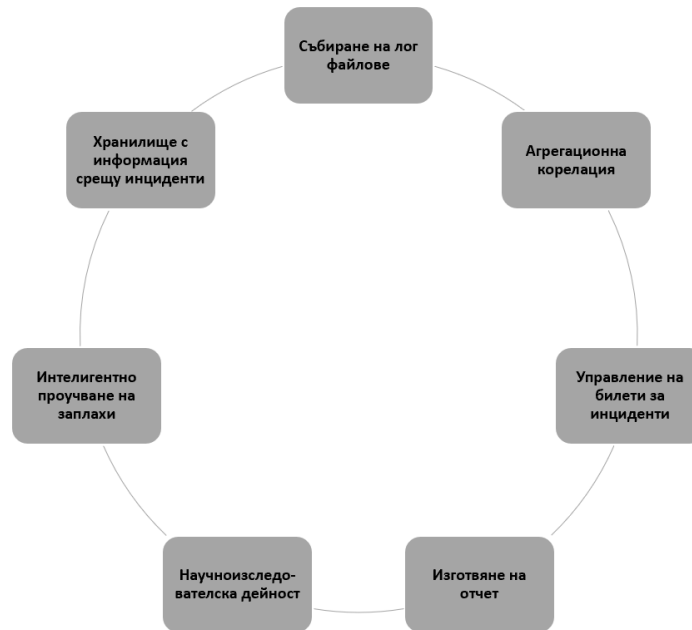 Събиране на лог
файлове
Агрегационна
корелация
Управление на
билети за
инциденти
Изготвяне на
отчет
Научноизследо-
вателска дейност
Интелигентно
проучване на
заплахи
Хранилище с
информация
срещу инциденти